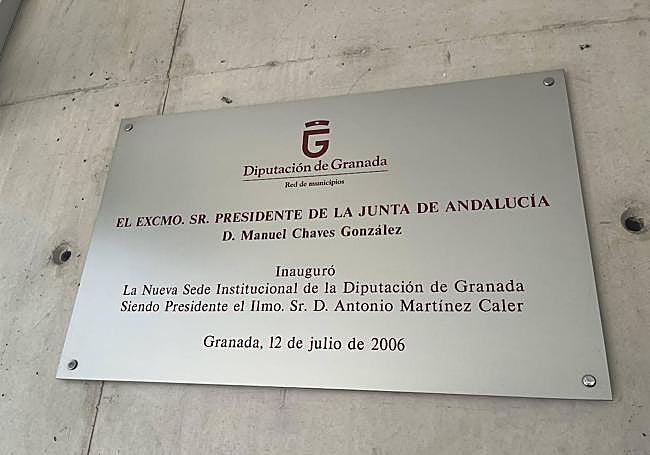 G
Diputación de Granada
Red de municipios
EL EXCMO. SR. PRESIDENTE DE LA JUNTA DE ANDALUCÍA
D. Manuel Chaves González
Inauguró
La Nueva Sede Institucional de la Diputación de Granada
Siendo Presidente el Ilmo. Sr. D. Antonio Martínez Caler
Granada, 12 de julio de 2006